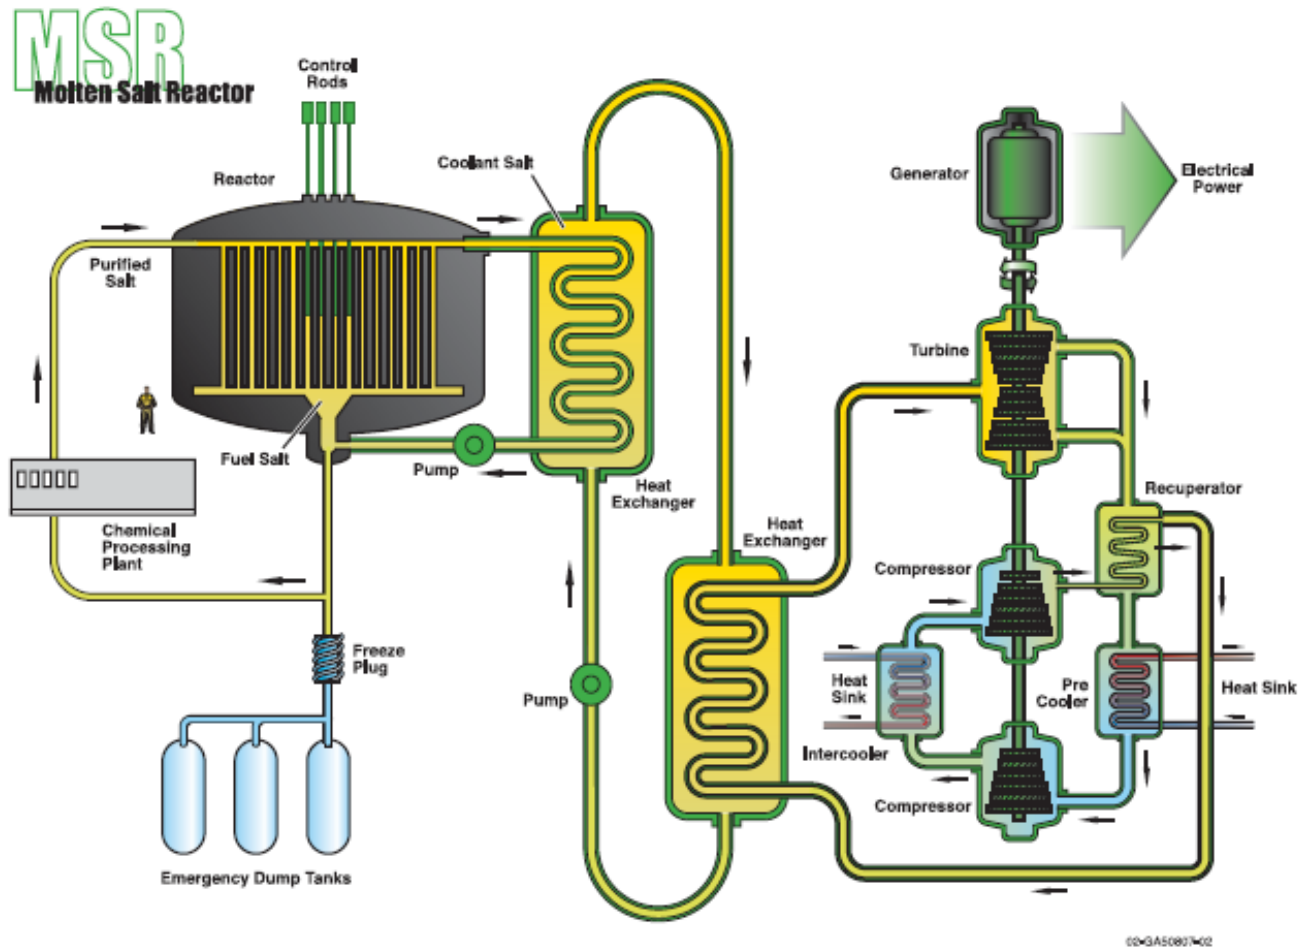 MSR
Molten Salt Reactor
Control
Rods
Reactor
Coolant Salt
Generator
Electrical
Power
Purified
Salt
Turbine
Fuel Salt
Pump
Heat
Exchanger
Recuperator
Chemical
Processing
Plant
Heat
Exchanger
Compressor
Freeze
Plug
Pump
Heat
Sink
Pre
Cooler
Heat Sink
Intercooler
Compressor
Emergency Dump Tanks
02-GA50807-02